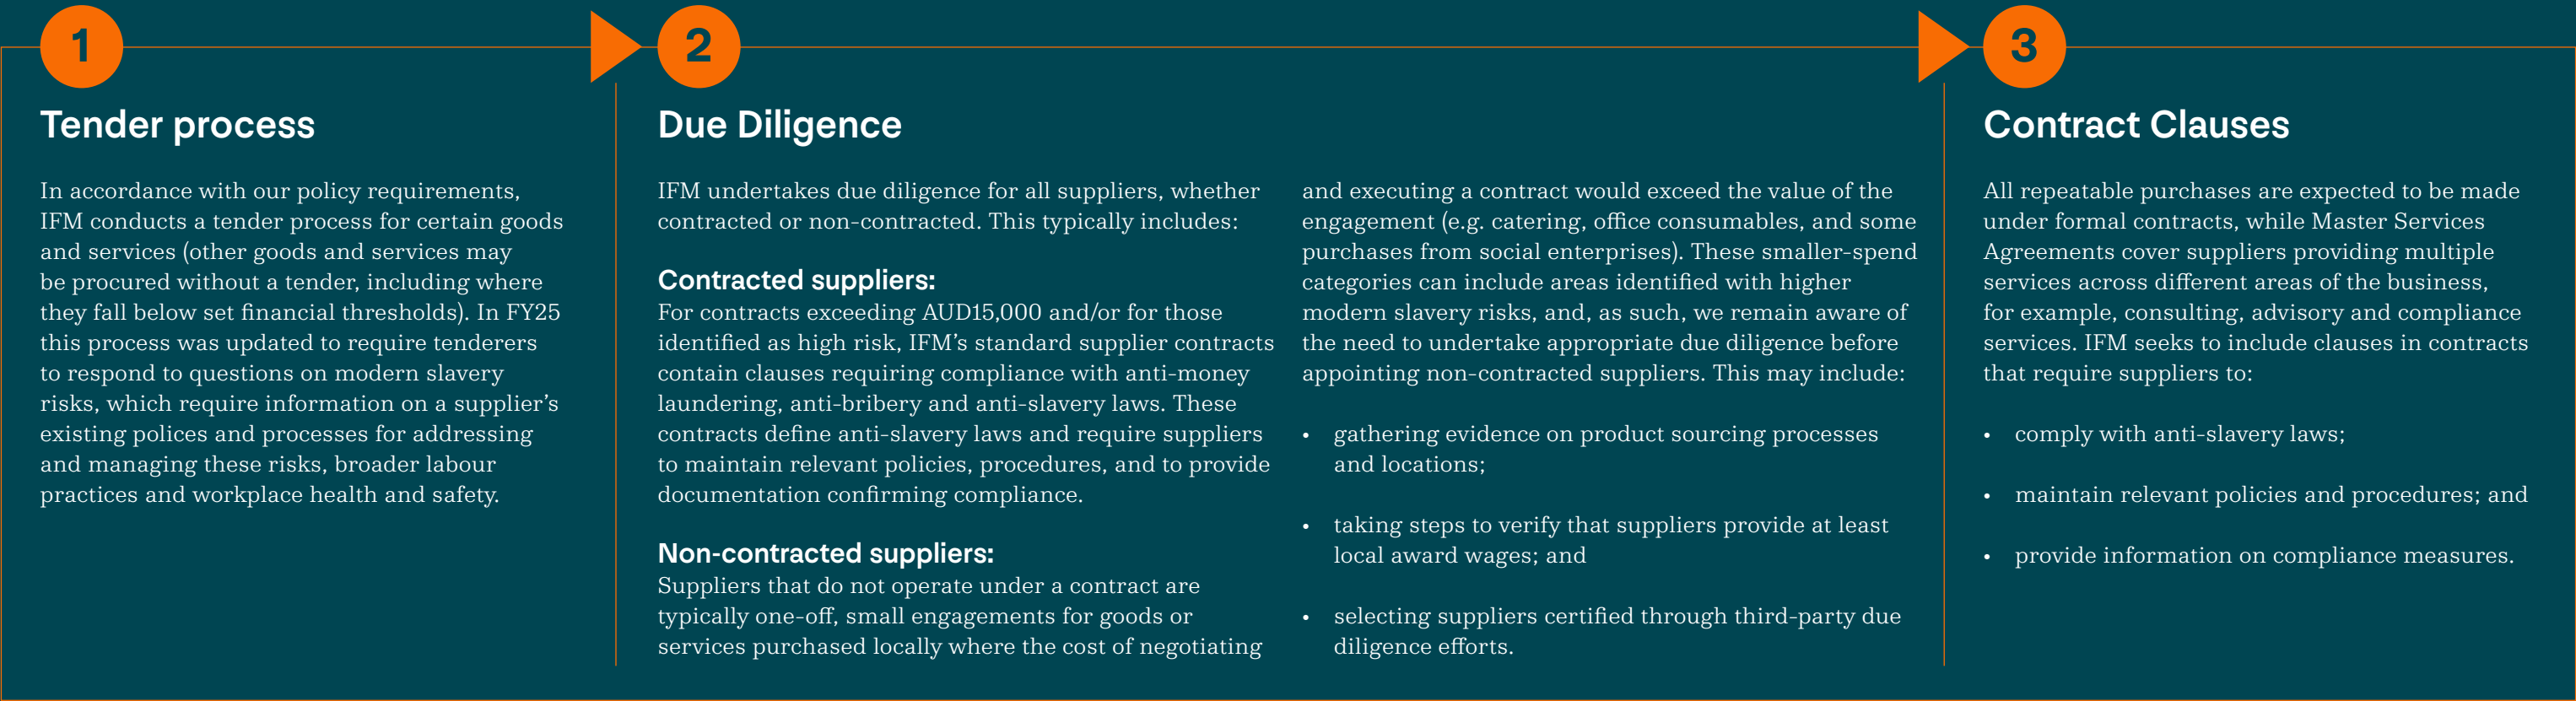 1
Tender process
In accordance with our policy requirements,
IFM conducts a tender process for certain goods
and services (other goods and services may
be procured without a tender, including where
they fall below set financial thresholds). In FY25
this process was updated to require tenderers
to respond to questions on modern slavery
risks, which require information on a supplier’s
existing polices and processes for addressing
and managing these risks, broader labour
practices and workplace health and safety.
2
Due Diligence
IFM undertakes due diligence for all suppliers, whether
contracted or non-contracted. This typically includes:
Contracted suppliers:
For contracts exceeding AUD15,000 and/or for those
identified as high risk, IFM’s standard supplier contracts
contain clauses requiring compliance with anti-money
laundering, anti-bribery and anti-slavery laws. These
contracts define anti-slavery laws and require suppliers
to maintain relevant policies, procedures, and to provide
documentation confirming compliance.
Non-contracted suppliers:
Suppliers that do not operate under a contract are
typically one-off, small engagements for goods or
services purchased locally where the cost of negotiating
and executing a contract would exceed the value of the
engagement (e.g. catering, office consumables, and some
purchases from social enterprises). These smaller-spend
categories can include areas identified with higher
modern slavery risks, and, as such, we remain aware of
the need to undertake appropriate due diligence before
appointing non-contracted suppliers. This may include:
• gathering evidence on product sourcing processes
and locations;
• taking steps to verify that suppliers provide at least
local award wages; and
• selecting suppliers certified through third-party due
diligence efforts.
3
Contract Clauses
All repeatable purchases are expected to be made
under formal contracts, while Master Services
Agreements cover suppliers providing multiple
services across different areas of the business,
for example, consulting, advisory and compliance
services. IFM seeks to include clauses in contracts
that require suppliers to:
• comply with anti-slavery laws;
• maintain relevant policies and procedures; and
• provide information on compliance measures.